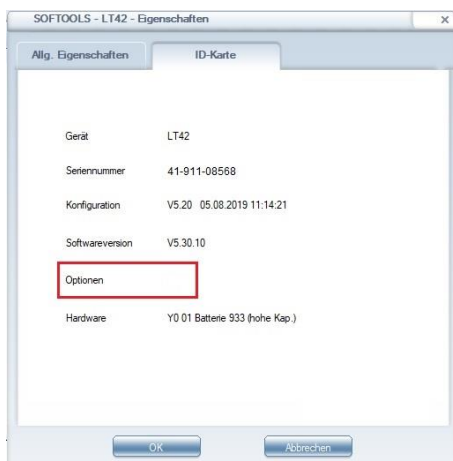 SOFTOOLS - LT42 - Eigenschaften
Allg. Eigenschaften ID-Karte
Gerät LT42
Seriennummer 41-911-08568
Konfiguration V5.20 05.08.2019 11:14:21
Softwareversion V5.30.10
Optionen
Hardware Y0 01 Batterie 933 (hohe Kap.)
OK Abbrechen